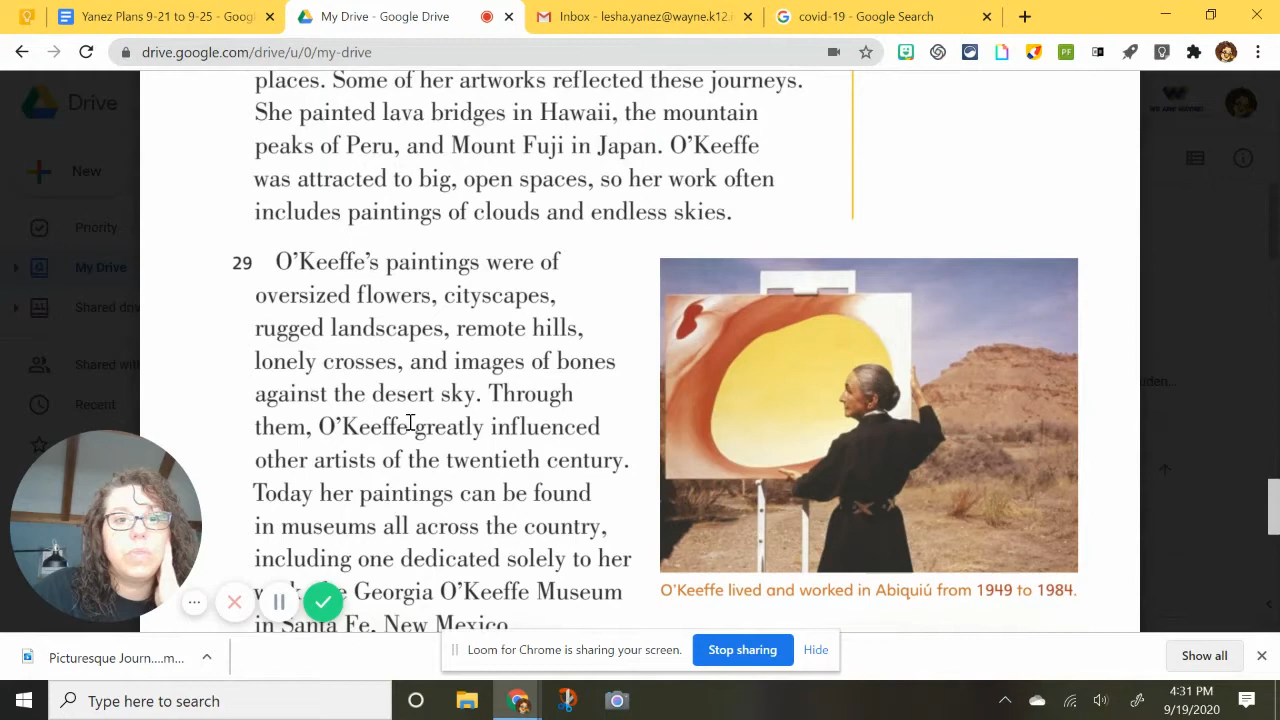 Yanez Plans 9-21 to 9-25 - Goog
My Drive - Google Drive
Inbox - lesha.yanez@wayne.k12.i
covid-19 - Google Search
drive.google.com/drive/u/0/my-drive
PF
Drive
New
Priority
My Drive
Shared driv
Shared with
Recent
places. Some of her artworks reflected these journeys.
She painted lava bridges in Hawaii, the mountain
peaks of Peru, and Mount Fuji in Japan. O'Keeffe
was attracted to big, open spaces, so her work often
includes paintings of clouds and endless skies.
29 O'Keeffe's paintings were of
oversized flowers, cityscapes,
rugged landscapes, remote hills,
lonely crosses, and images of bones
against the desert sky. Through
them, O'Keeffe greatly influenced
other artists of the twentieth century.
Today her paintings can be found
in museums all across the country,
including one dedicated solely to her
Georgia O'Keeffe Museum
in Santa Fe, New Mexico
O'Keeffe lived and worked in Abiquiú from 1949 to 1984.
uden...
Loom for Chrome is sharing your screen.
Stop sharing
Hide
Picturesque Journ....m...
Show all
Type here to search
4:31 PM
9/19/2020